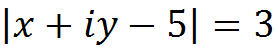 |x + iy − 5| = 3